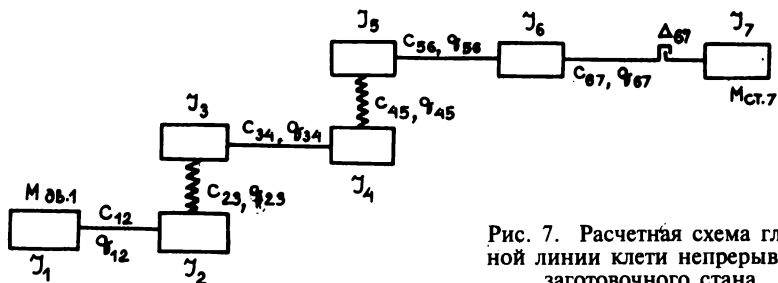 J5
C56, q56
J6
Δ67
J7
C67, q67
Mст.7
C45, q45
J3
C34, q34
J4
Mдв.1
C12
q12
C23, q23
J1
J2
Рис. 7. Расчетная схема гл
ной линии клети непрерыв
заготовочного стана